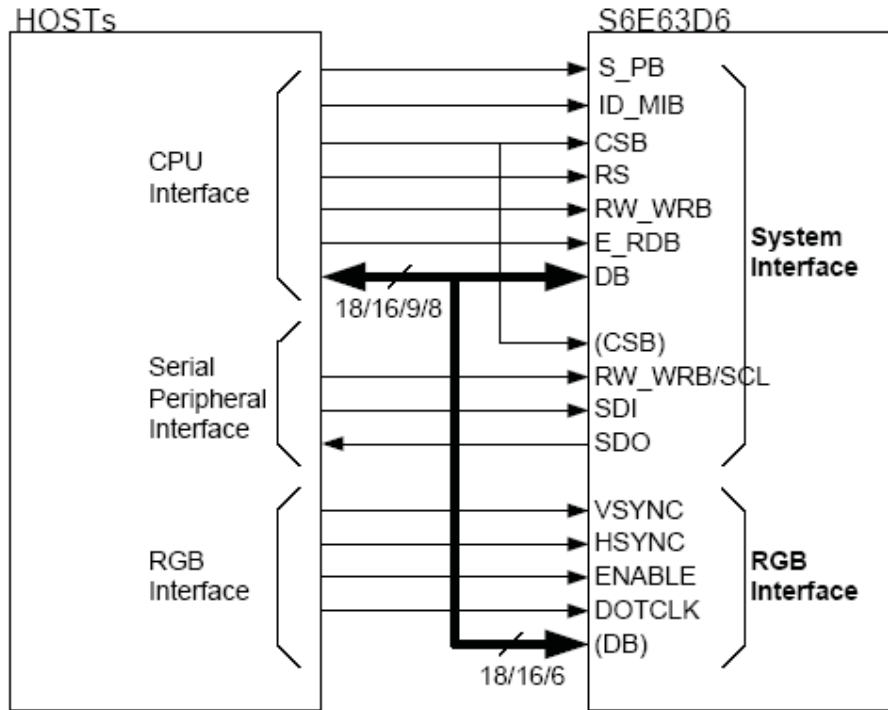 HOSTs
S6E63D6
S_PB
ID_MIB
CSB
RS
RW_WRB
E_RDB
DB
CPU
Interface
System
Interface
18/16/9/8
(CSB)
RW_WRB/SCL
SDI
SDO
Serial
Peripheral
Interface
VSYNC
HSYNC
ENABLE
DOTCLK
(DB)
RGB
Interface
RGB
Interface
18/16/6